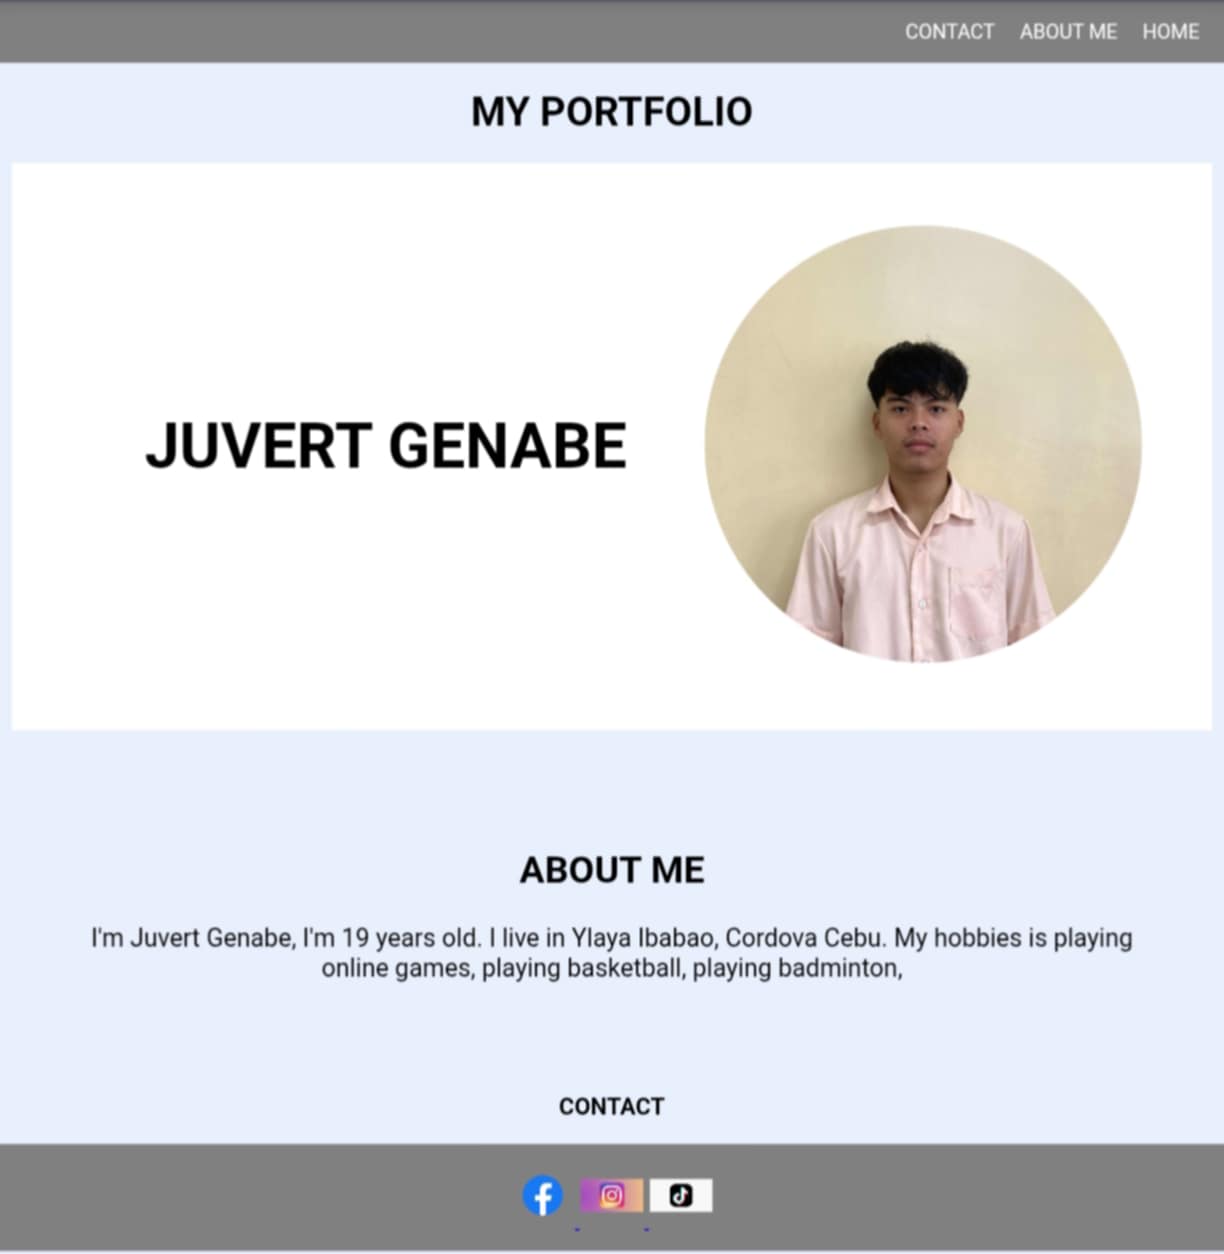 CONTACT ABOUT ME HOME
MY PORTFOLIO
JUVERT GENABE
ABOUT ME
I'm Juvert Genabe, I'm 19 years old. I live in Ylaya Ibabao, Cordova Cebu. My hobbies is playing
online games, playing basketball, playing badminton,
CONTACT